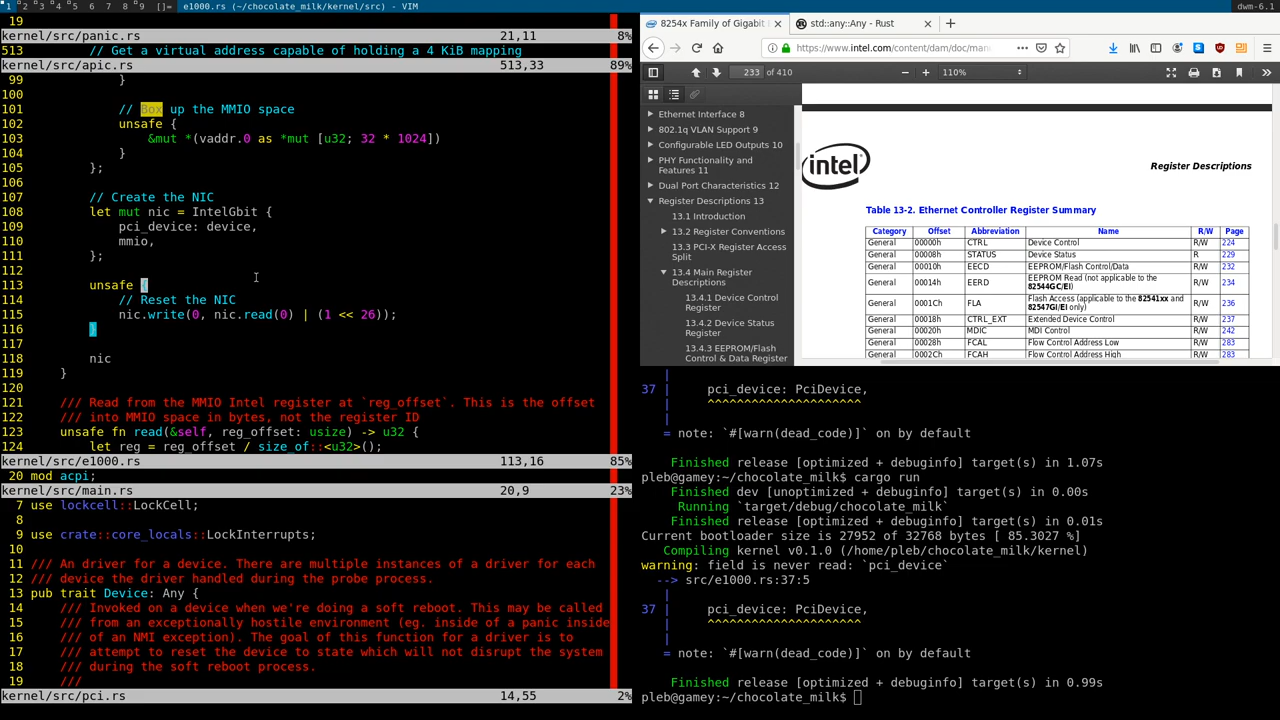 1 2 3 4 5 6 7 8 9 []= e1000.rs (~/chocolate_milk/kernel/src) - VIM
dwm-6.1
19
kernel/src/panic.rs 21,11 8%
513 // Get a virtual address capable of holding a 4 KiB mapping
kernel/src/apic.rs 513,33 89%
99 }
100
101 // Box up the MMIO space
102 unsafe {
103 &mut *(vaddr.0 as *mut [u32; 32 * 1024])
104 }
105 };
106
107 // Create the NIC
108 let mut nic = IntelGbit {
109 pci_device: device,
110 mmio,
111 };
112
113 unsafe {
114 // Reset the NIC
115 nic.write(0, nic.read(0) | (1 << 26));
116 }
117
118 nic
119 }
120
121 /// Read from the MMIO Intel register at `reg_offset`. This is the offset
122 /// into MMIO space in bytes, not the register ID
123 unsafe fn read(&self, reg_offset: usize) -> u32 {
124 let reg = reg_offset / size_of::<u32>();
kernel/src/e1000.rs 113,16 85%
20 mod acpi;
kernel/src/main.rs 20,9 23%
7 use lockcell::LockCell;
8
9 use crate::core_locals::LockInterrupts;
10
11 /// An driver for a device. There are multiple instances of a driver for each
12 /// device the driver handled during the probe process.
13 pub trait Device: Any {
14 /// Invoked on a device when we're doing a soft reboot. This may be called
15 /// from an exceptionally hostile environment (eg. inside of a panic inside
16 /// of an NMI exception). The goal of this function for a driver is to
17 /// attempt to reset the device to state which will not disrupt the system
18 /// during the soft reboot process.
19 ///
kernel/src/pci.rs 14,55 2%
8254x Family of Gigabit
std::any::Any - Rust
https://www.intel.com/content/dam/doc/man
233 of 410
110%
Ethernet Interface 8
802.1q VLAN Support 9
Configurable LED Outputs 10
PHY Functionality and
Features 11
Dual Port Characteristics 12
Register Descriptions 13
13.1 Introduction
13.2 Register Conventions
13.3 PCI-X Register Access
Split
13.4 Main Register
Descriptions
13.4.1 Device Control
Register
13.4.2 Device Status
Register
13.4.3 EEPROM/Flash
Control & Data Register
intel
Register Descriptions
Table 13-2. Ethernet Controller Register Summary
Category Offset Abbreviation Name R/W Page
General 00000h CTRL Device Control R/W 224
General 00008h STATUS Device Status R 229
General 00010h EECD EEPROM/Flash Control/Data R/W 232
General 00014h EERD EEPROM Read (not applicable to the 82544GC/EI) R/W 234
General 0001Ch FLA Flash Access (applicable to the 82541xx and 82547GI/EI only) R/W 236
General 00018h CTRL_EXT Extended Device Control R/W 237
General 00020h MDIC MDI Control R/W 242
General 00028h FCAL Flow Control Address Low R/W 283
General 0002Ch FCAH Flow Control Address High R/W 283
|
37 | pci_device: PciDevice,
| ^^^^^^^^^^^^^^^^^^^^^
|
= note: `#[warn(dead_code)]` on by default
Finished release [optimized + debuginfo] target(s) in 1.07s
pleb@gamey:~/chocolate_milk$ cargo run
Finished dev [unoptimized + debuginfo] target(s) in 0.00s
Running `target/debug/chocolate_milk`
Finished release [optimized + debuginfo] target(s) in 0.01s
Current bootloader size is 27952 of 32768 bytes [ 85.3027 %]
Compiling kernel v0.1.0 (/home/pleb/chocolate_milk/kernel)
warning: field is never read: `pci_device`
--> src/e1000.rs:37:5
|
37 | pci_device: PciDevice,
| ^^^^^^^^^^^^^^^^^^^^^
|
= note: `#[warn(dead_code)]` on by default
Finished release [optimized + debuginfo] target(s) in 0.99s
pleb@gamey:~/chocolate_milk$